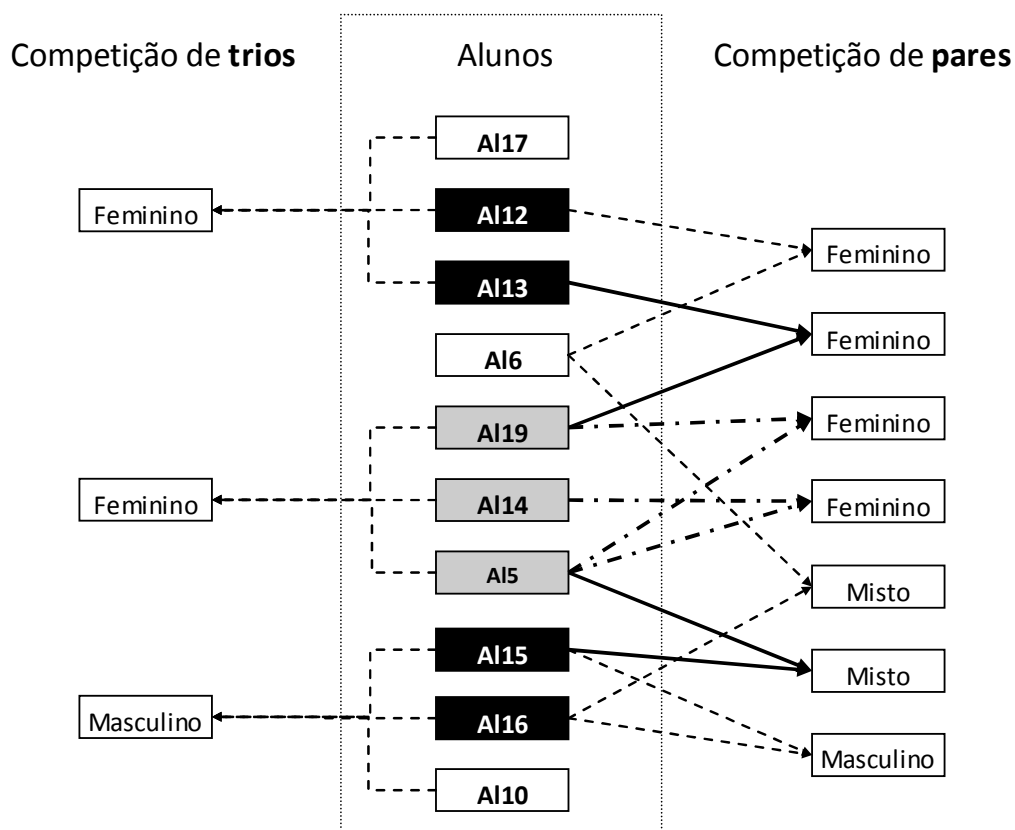 Competição de trios
Alunos
Competição de pares
Al17
Feminino
Al12
Feminino
Al13
Feminino
Al6
Al19
Feminino
Feminino
Al14
Feminino
Al5
Misto
Al15
Misto
Masculino
Al16
Masculino
Al10